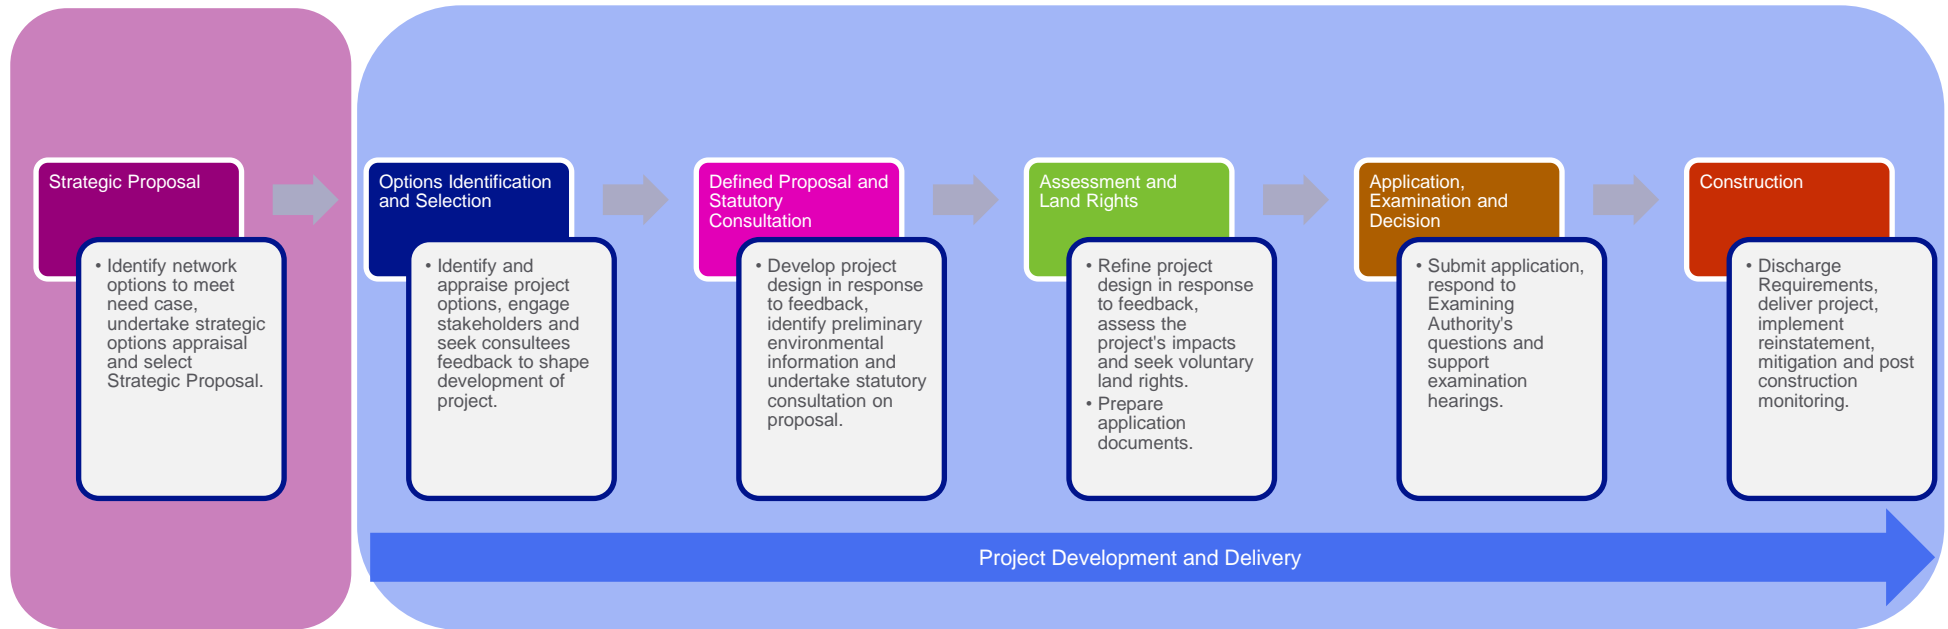 Strategic Proposal
• Identify network
options to meet
need case,
undertake strategic
options appraisal
and select
Strategic Proposal.
Options Identification
and Selection
• Identify and
appraise project
options, engage
stakeholders and
seek consultees
feedback to shape
development of
project.
Defined Proposal and
Statutory
Consultation
• Develop project
design in response
to feedback,
identify preliminary
environmental
information and
undertake statutory
consultation on
proposal.
Assessment and
Land Rights
• Refine project
design in response
to feedback,
assess the
project's impacts
and seek voluntary
land rights.
• Prepare
application
documents.
Application,
Examination and
Decision
• Submit application,
respond to
Examining
Authority's
questions and
support
examination
hearings.
Construction
• Discharge
Requirements,
deliver project,
implement
reinstatement,
mitigation and post
construction
monitoring.
Project Development and Delivery